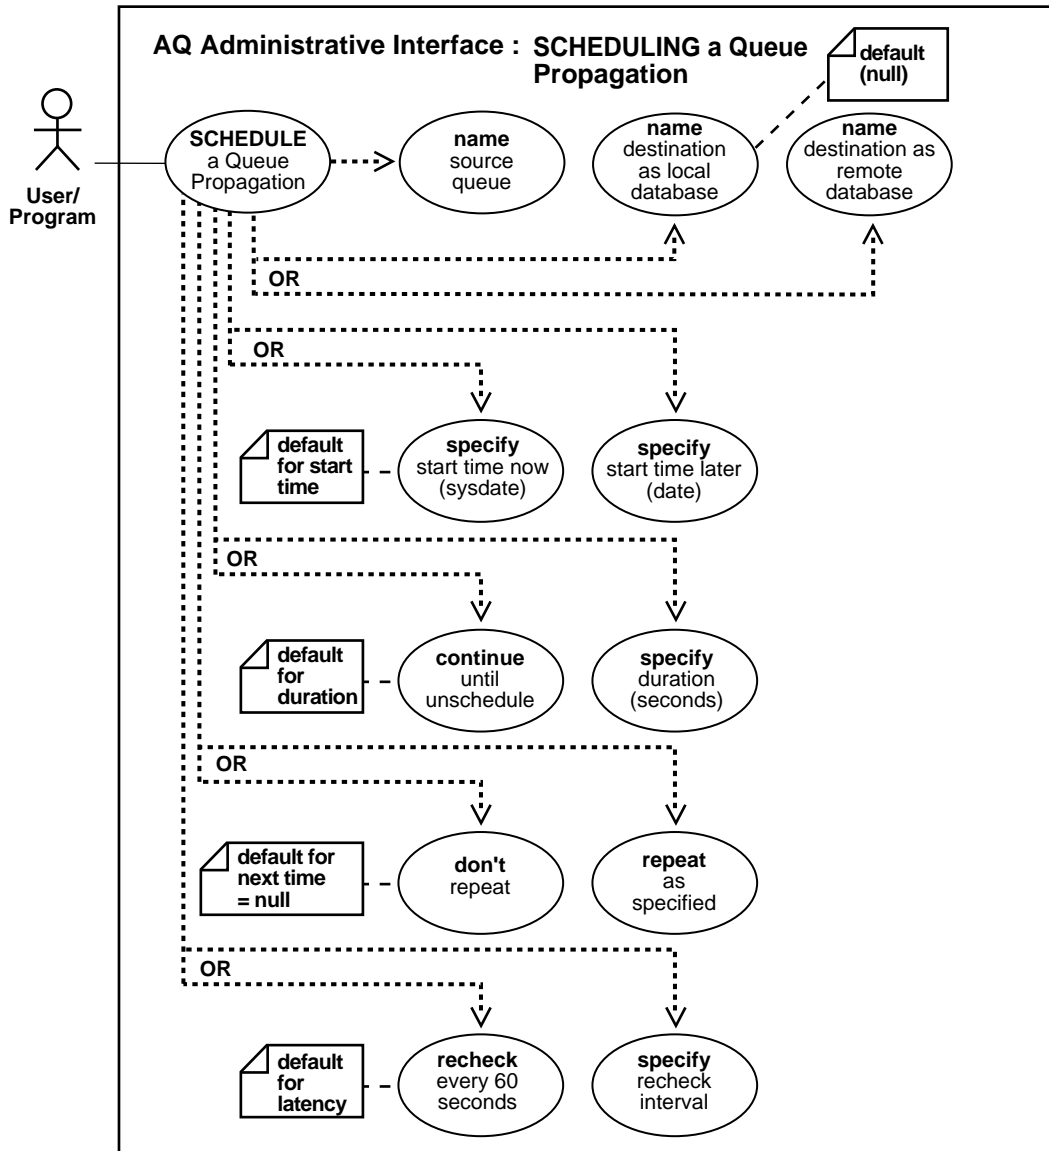 AQ Administrative Interface : SCHEDULING a Queue
Propagation
default
(null)
User/
Program
SCHEDULE
a Queue
Propagation
name
source
queue
name
destination
as local
database
name
destination as
remote
database
OR
OR
default
for start
time
specify
start time now
(sysdate)
specify
start time later
(date)
OR
default
for
duration
continue
until
unschedule
specify
duration
(seconds)
OR
default for
next time
= null
don't
repeat
repeat
as
specified
OR
default
for
latency
recheck
every 60
seconds
specify
recheck
interval